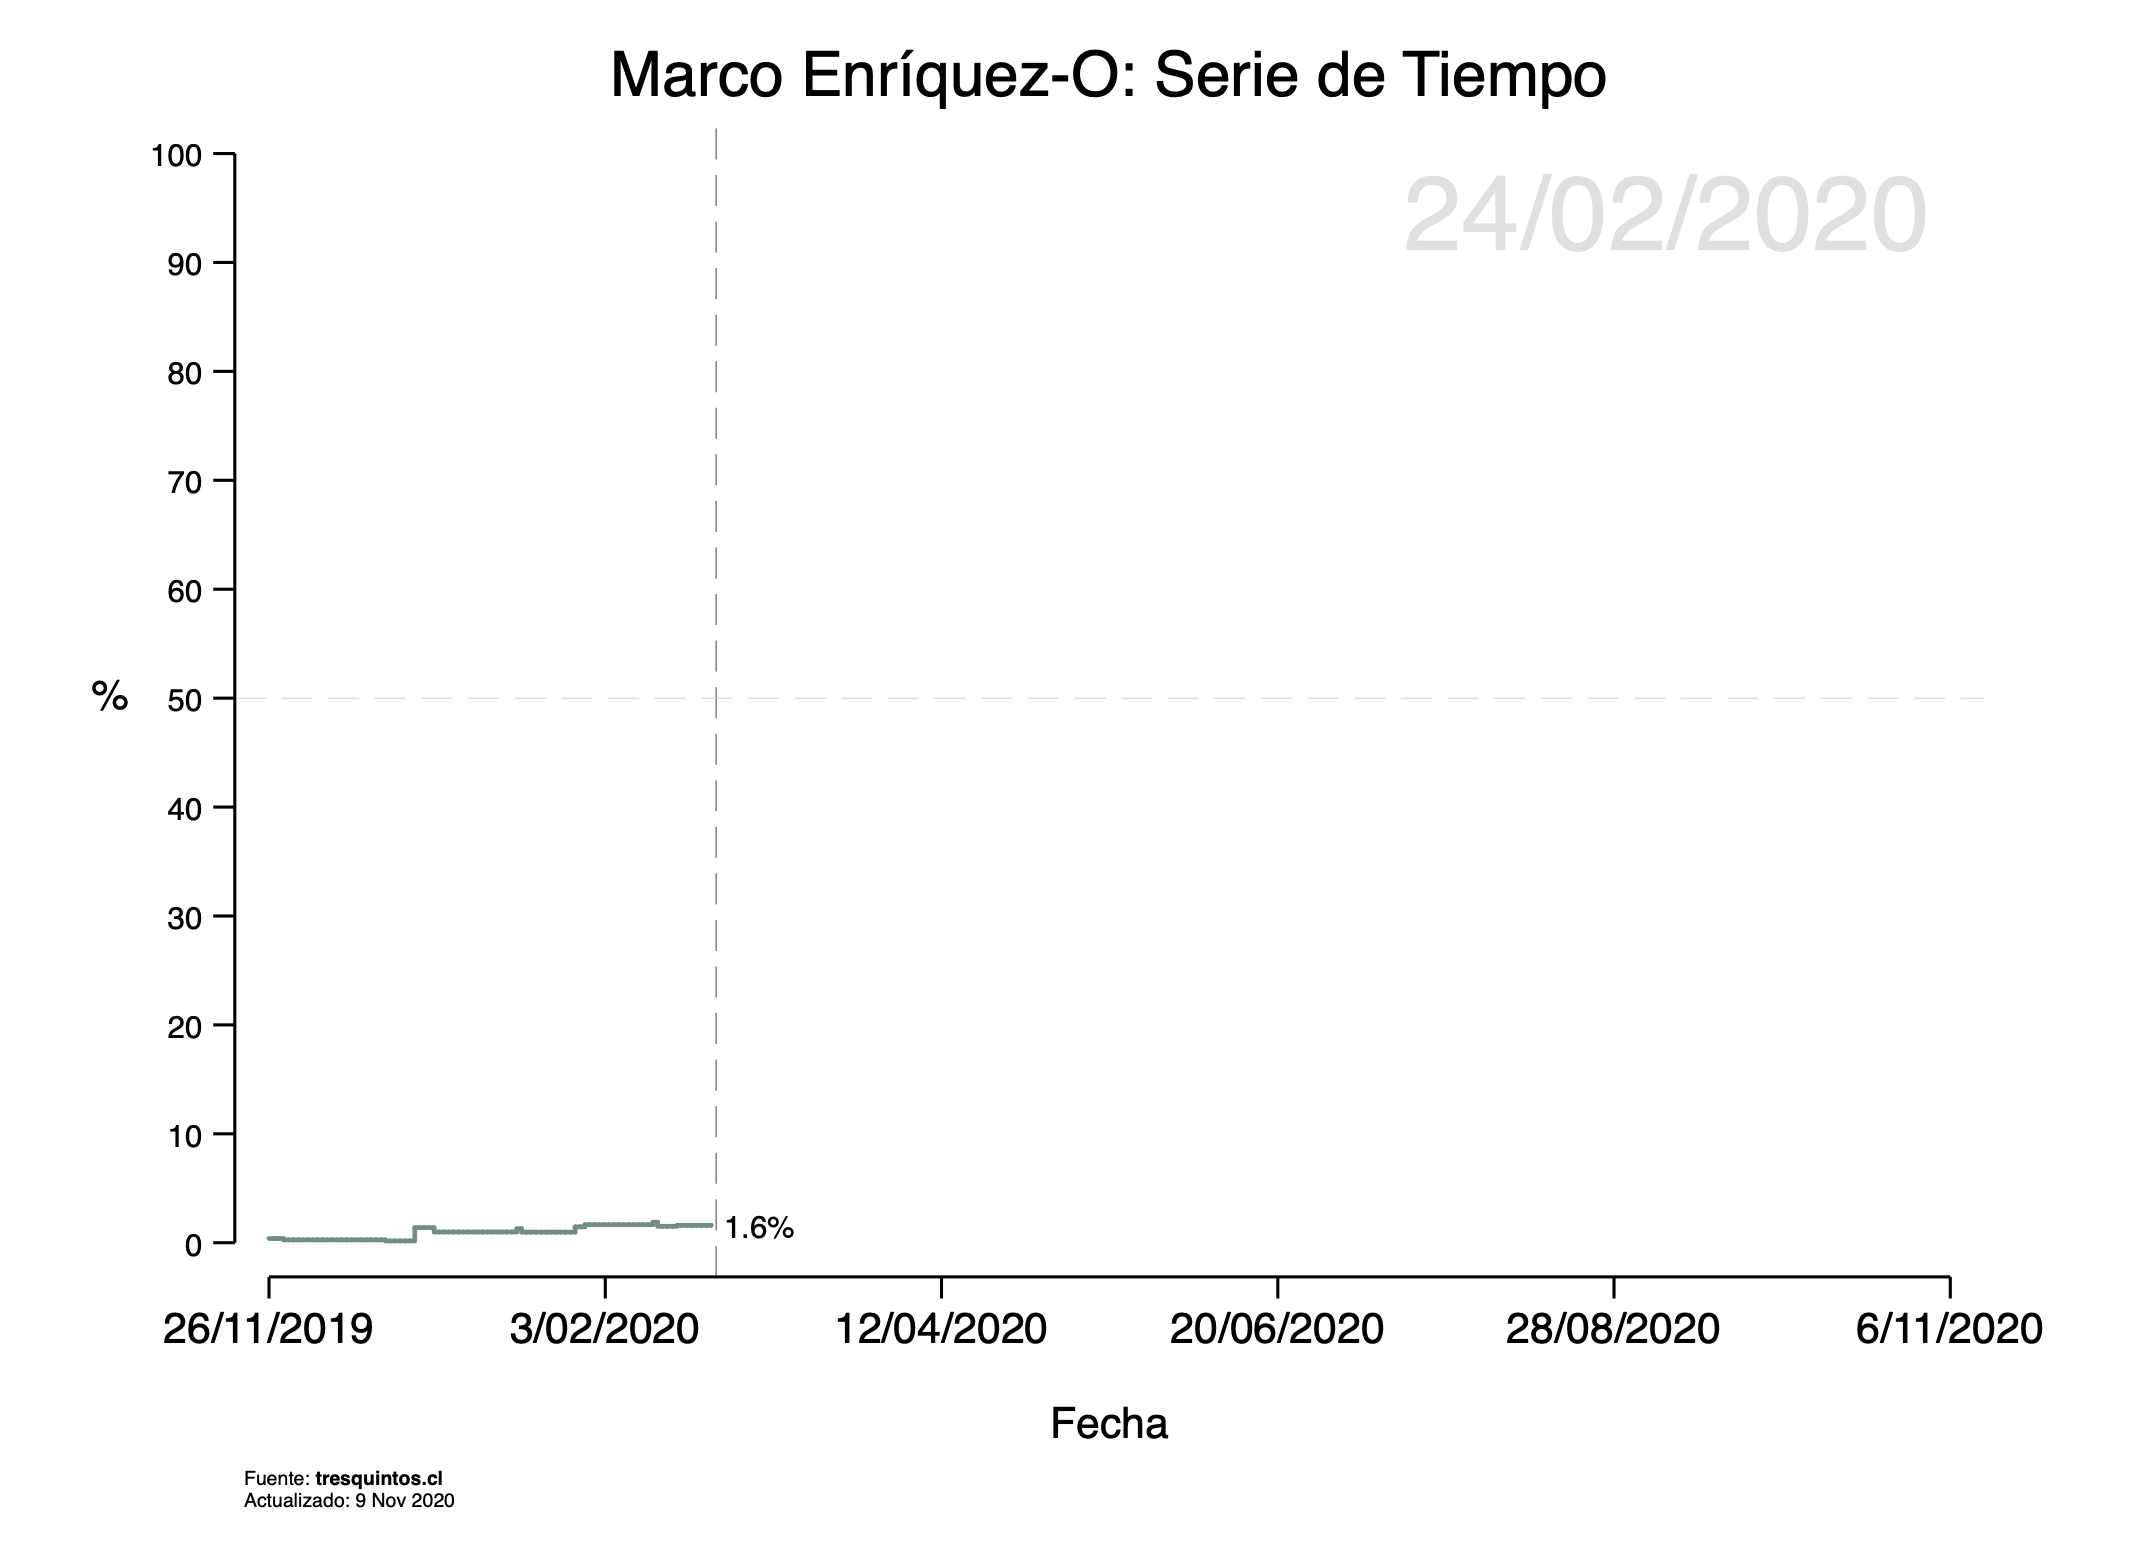 Marco Enríquez-O: Serie de Tiempo
24/02/2020
100
90
80
70
60
50
40
30
20
10
0
%
1.6%
26/11/2019 3/02/2020 12/04/2020 20/06/2020 28/08/2020 6/11/2020
Fecha
Fuente: tresquintos.cl
Actualizado: 9 Nov 2020